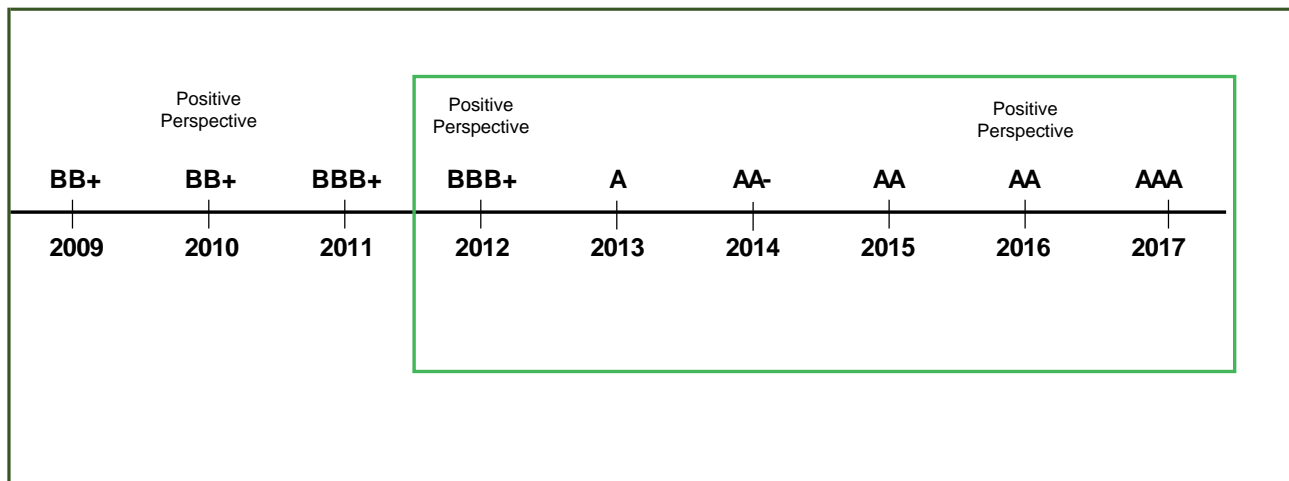 Positive
Perspective
Positive
Perspective
Positive
Perspective
BB+ BB+ BBB+ BBB+ A AA- AA AA AAA
2009 2010 2011 2012 2013 2014 2015 2016 2017